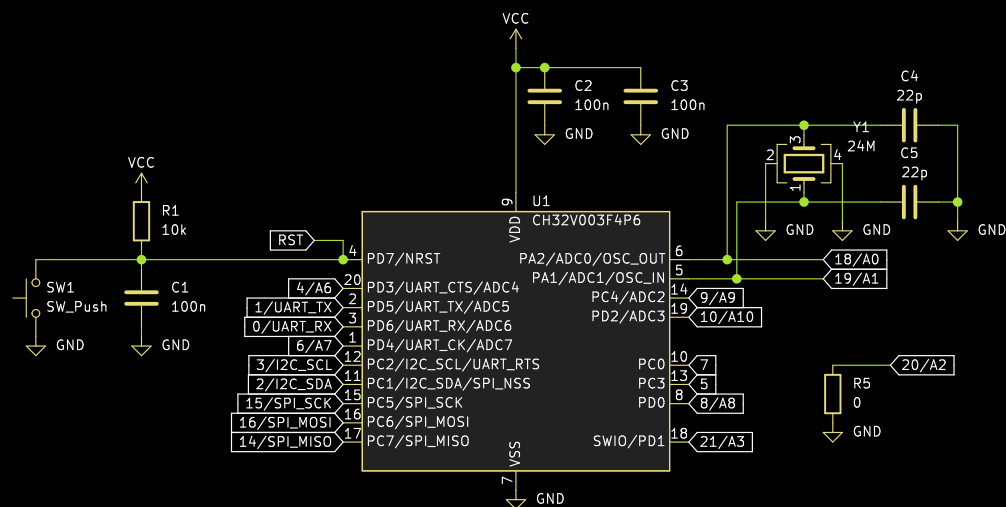 VCC
C2
100n
C3
100n
GND
GND
C4
22p
Y1
24M
3
2
4
1
C5
22p
GND
GND
GND
VCC
R1
10k
RST
SW1
SW_Push
C1
100n
GND
GND
U1
CH32V003F4P6
9
VDD
4
PD7/NRST
4/A6
20
PD3/UART_CTS/ADC4
1/UART_TX
2
PD5/UART_TX/ADC5
0/UART_RX
3
PD6/UART_RX/ADC6
6/A7
1
PD4/UART_CK/ADC7
3/I2C_SCL
12
PC2/I2C_SCL/UART_RTS
2/I2C_SDA
11
PC1/I2C_SDA/SPI_NSS
15/SPI_SCK
15
PC5/SPI_SCK
16/SPI_MOSI
16
PC6/SPI_MOSI
14/SPI_MISO
17
PC7/SPI_MISO
PA2/ADC0/OSC_OUT
6
18/A0
PA1/ADC1/OSC_IN
5
19/A1
PC4/ADC2
14
9/A9
PD2/ADC3
19
10/A10
PC0
10
7
PC3
13
5
PD0
8
8/A8
SWIO/PD1
18
21/A3
VSS
7
GND
20/A2
R5
0
GND